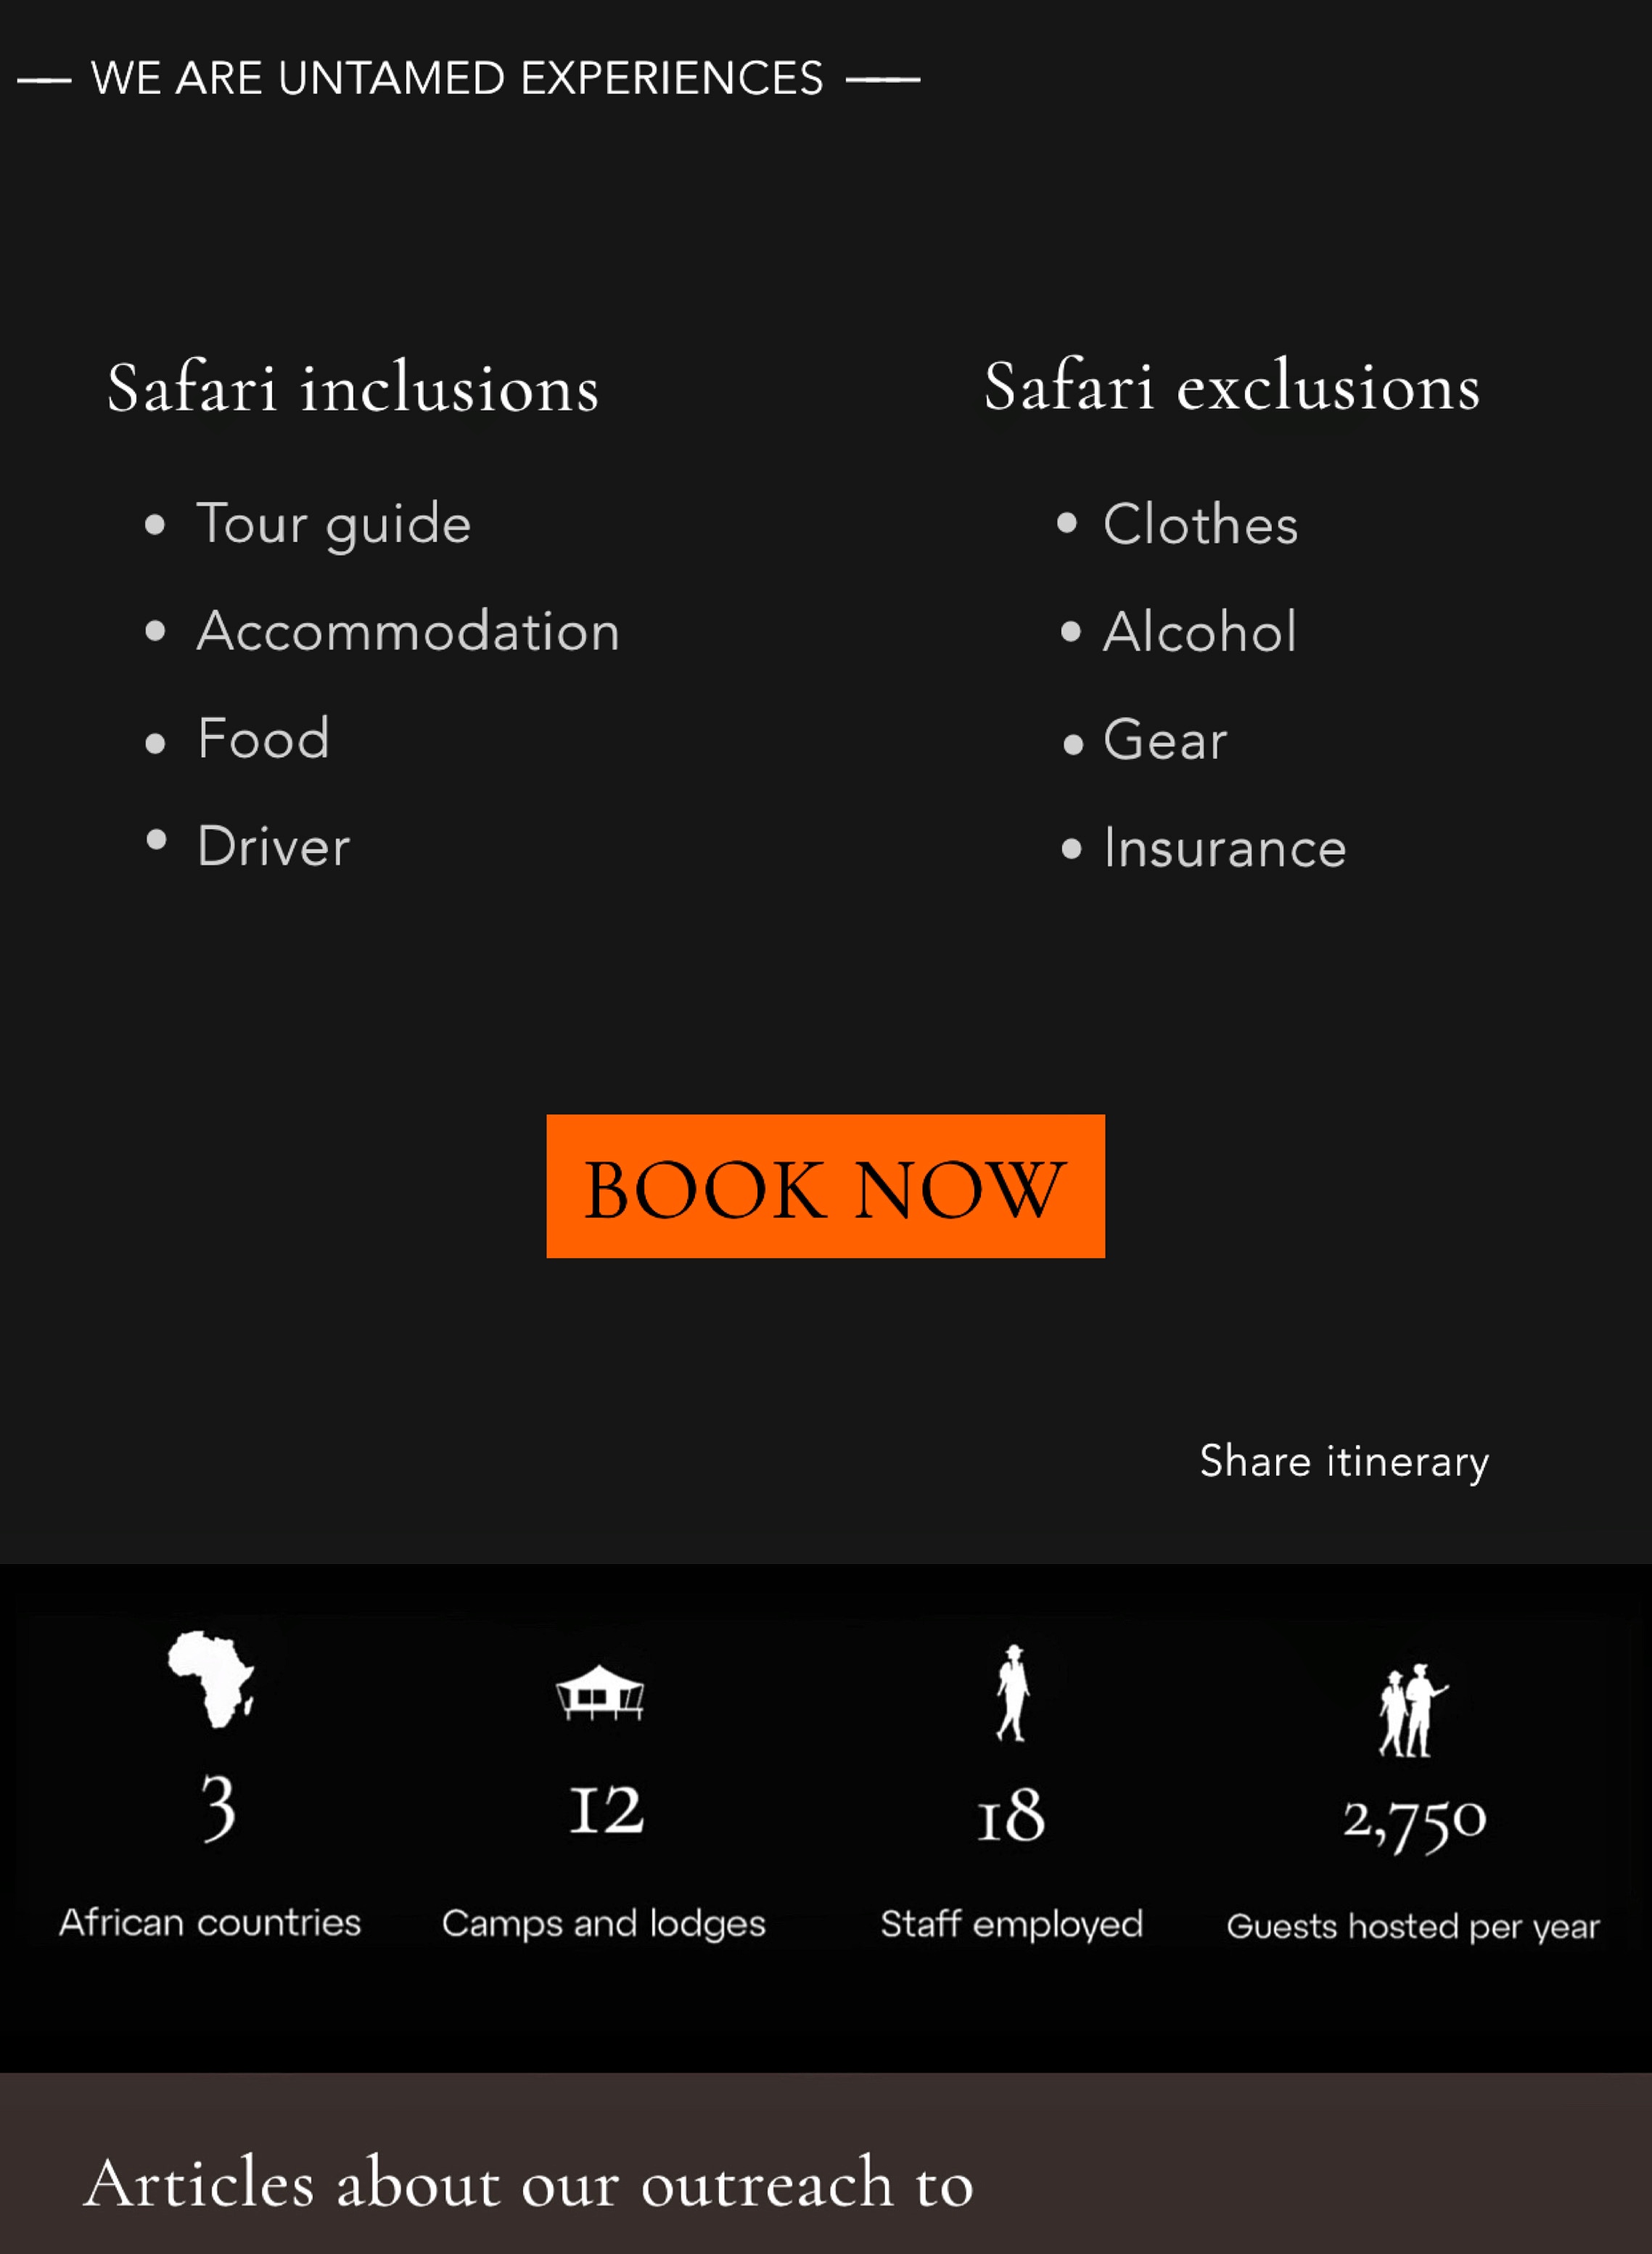 WE ARE UNTAMED EXPERIENCES
Safari inclusions
Tour guide
Accommodation
Food
Driver
Safari exclusions
Clothes
Alcohol
Gear
Insurance
BOOK NOW
Share itinerary
3
African countries
12
Camps and lodges
18
Staff employed
2,750
Guests hosted per year
Articles about our outreach to